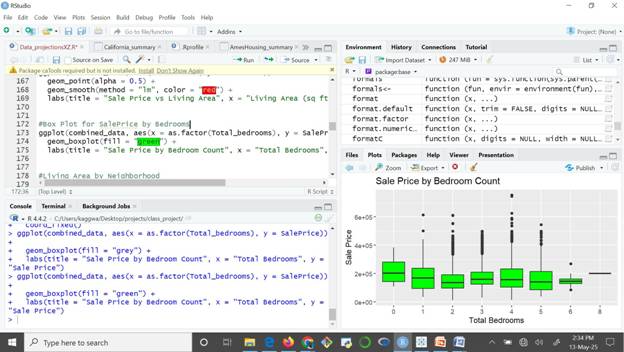 RStudio
File Edit Code View Plots Session Build Debug Profile Tools Help
Go to file/function
Addins
Project: (None)
Data_projectionsXZ.R*
California_summary
.Rprofile
AmesHousing_summary
Source on Save
Run
Source
Package caTools required but is not installed. Install Don't Show Again
167 geom_point(alpha = 0.5) +
168 geom_smooth(method = "lm", color = "red") +
169 labs(title = "Sale Price vs Living Area", x = "Living Area (sq ft
170
171
172 #Box Plot for SalePrice by Bedrooms
173 ggplot(combined_data, aes(x = as.factor(Total_bedrooms), y = SalePr
174 geom_boxplot(fill = "green") +
175 labs(title = "Sale Price by Bedroom Count", x = "Total Bedrooms",
176
177
178 #Living Area by Neighborhood
179
172:36 (Top Level) R Script
Console Terminal Background Jobs
R 4.4.2 · C:/Users/kaggwa/Desktop/projects/class_project/
+ coord_fixed()
> ggplot(combined_data, aes(x = as.factor(Total_bedrooms), y = SalePrice))
+
+ geom_boxplot(fill = "grey") +
+ labs(title = "Sale Price by Bedroom Count", x = "Total Bedrooms", y =
"Sale Price")
> ggplot(combined_data, aes(x = as.factor(Total_bedrooms), y = SalePrice))
+
+ geom_boxplot(fill = "green") +
+ labs(title = "Sale Price by Bedroom Count", x = "Total Bedrooms", y =
"Sale Price")
>
Environment History Connections Tutorial
Import Dataset 247 MiB List
R package:base
formals function (fun = sys.function(sys.parent(
formals<- function (fun, envir = environment(fun),
format function (x, ...)
format.default function (x, trim = FALSE, digits = NULL
format.factor function (x, ...)
format.numeric… function (x, ...)
formatC function (x, digits = NULL, width = NULL
Files Plots Packages Help Viewer Presentation
Zoom Export Publish
Sale Price by Bedroom Count
Sale Price
6e+05
4e+05
2e+05
0e+00
0 1 2 3 4 5 6 8
Total Bedrooms
Type here to search
2:34 PM
13-May-25